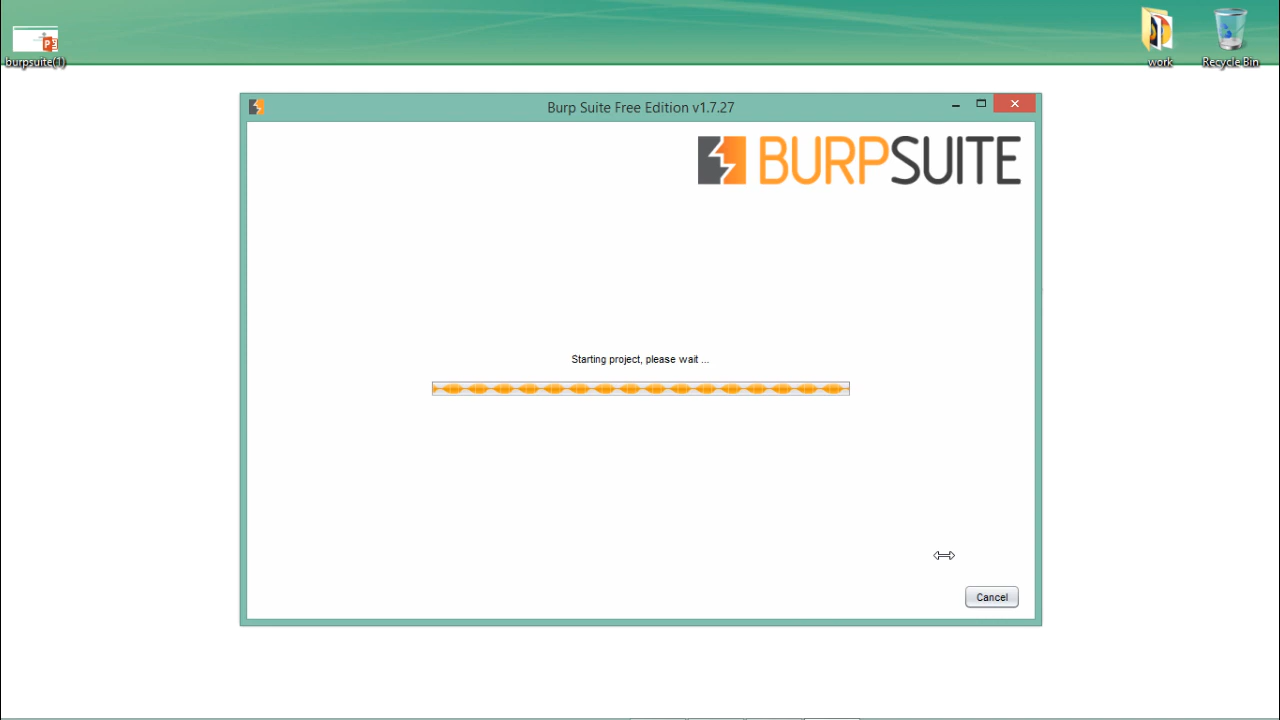 burpsuite(1)
work
Recycle Bin
Burp Suite Free Edition v1.7.27
BURPSUITE
Starting project, please wait ...
Cancel